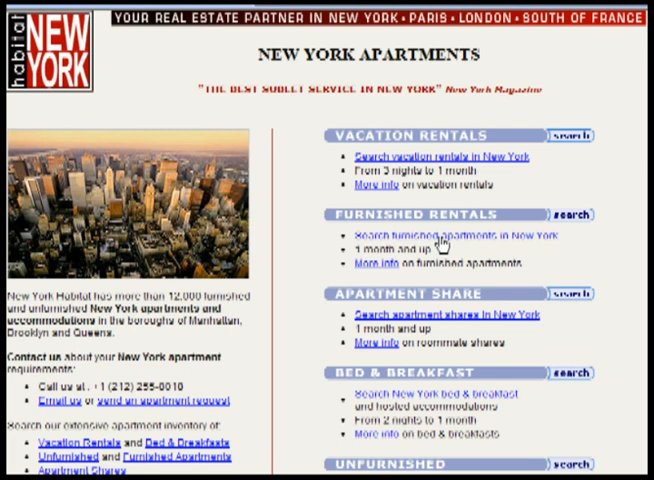 YOUR REAL ESTATE PARTNER IN NEW YORK • PARIS • LONDON • SOUTH OF FRANCE
habitat
NEW
YORK
NEW YORK APARTMENTS
"THE BEST SUBLET SERVICE IN NEW YORK" New York Magazine
New York Habitat has more than 12,000 furnished
and unfurnished New York apartments and
accommodations in the boroughs of Manhattan,
Brooklyn and Queens.
Contact us about your New York apartment
requirements:
Call us at: +1 (212) 255-8018
Email us or send an apartment request
Search our extensive apartment inventory of:
Vacation Rentals and Bed & Breakfasts
Unfurnished and Furnished Apartments
Apartment Shares
VACATION RENTALS search
Search vacation rentals in New York
From 3 nights to 1 month
More info on vacation rentals
FURNISHED RENTALS search
Search furnished apartments in New York
1 month and up
More info on furnished apartments
APARTMENT SHARE search
Search apartment shares in New York
1 month and up
More info on roommate shares
BED & BREAKFAST search
Search New York bed & breakfast
and hosted accommodations
From 2 nights to 1 month
More info on bed & breakfasts
UNFURNISHED search